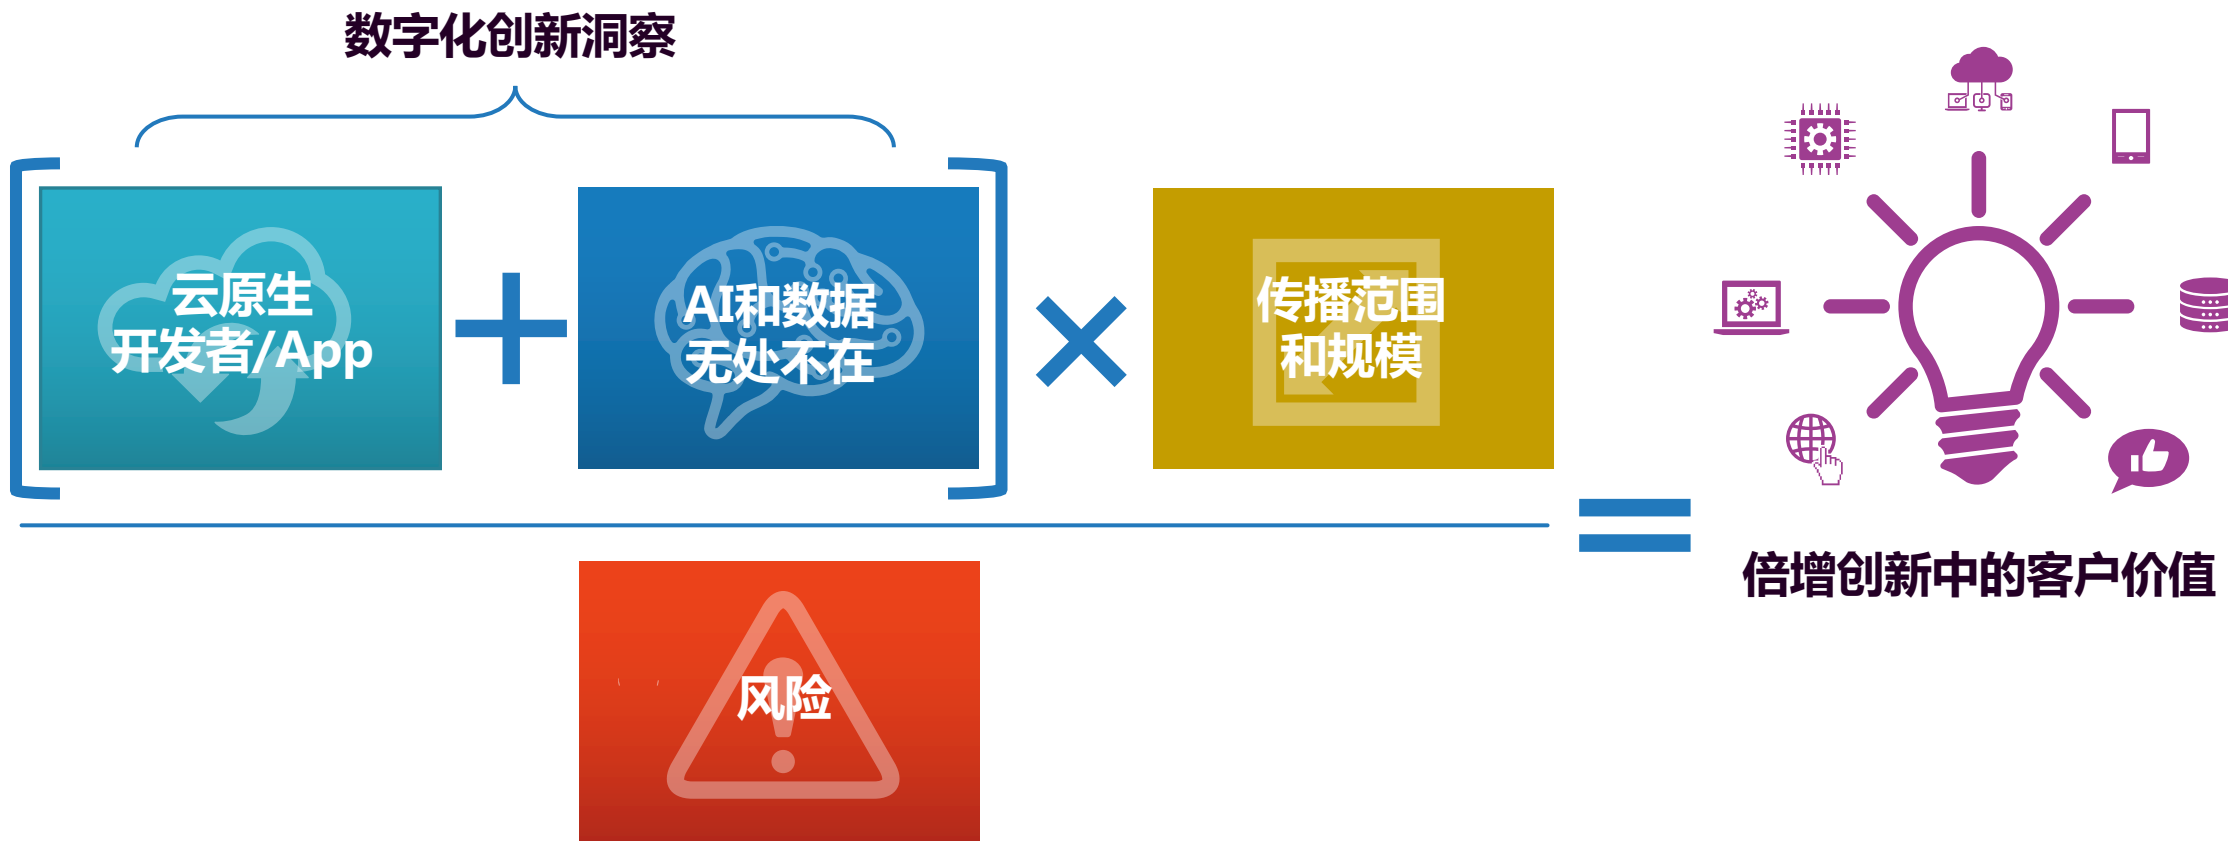 数字化创新洞察
云原生
开发者/App
AI和数据
无处不在
传播范围
和规模
风险
倍增创新中的客户价值